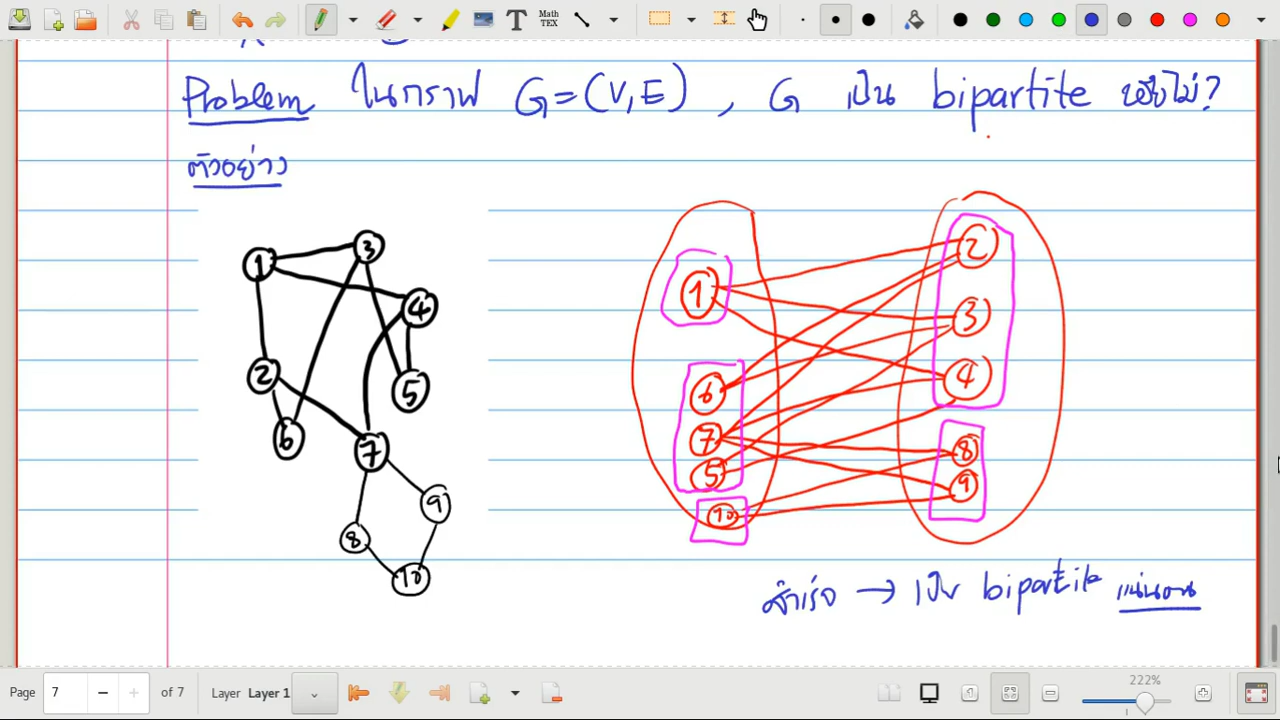 Math
TEX
Problem ในกราฟ G=(V,E) , G เป็น bipartite หรือไม่?
ตัวอย่าง
1 3
4
2 5
6 7
9
8
10
1
6
7
5
10
2
3
4
8
9
สำเร็จ → เป็น bipartite แน่นอน
Page 7 of 7 Layer Layer 1 222%